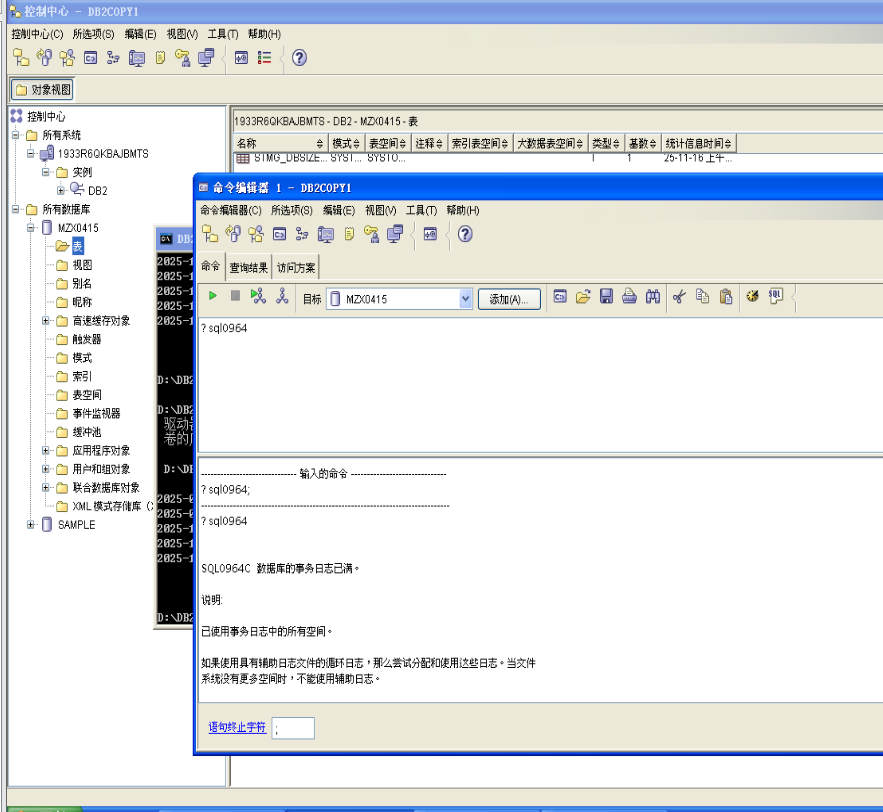 控制中心 - DB2COPY1
控制中心(C) 所选项(S) 编辑(E) 视图(V) 工具(T) 帮助(H)
对象视图
控制中心
所有系统
1933R6QKBAJBMTS
实例
DB2
所有数据库
MZX0415
表
视图
别名
昵称
高速缓存对象
触发器
模式
索引
表空间
事件监视器
缓冲池
应用程序对象
用户和组对象
联合数据库对象
XML 模式存储库 (
SAMPLE
1933R6QKBAJBMTS - DB2 - MZX0415 - 表
名称 模式 表空间 注释 索引表空间 大数据表空间 类型 基数 统计信息时间
STMG_DBSIZE... SYST... SYSTO... T 1 25-11-16 上午...
DB2
2025-1
2025-1
2025-1
2025-1
2025-1
D:\DB2
D:\DB2
驱动器
卷的
D:\DB
2025-0
2025-0
2025-1
2025-1
2025-1
D:\DB2
命令编辑器 1 - DB2COPY1
命令编辑器(C) 所选项(S) 编辑(E) 视图(V) 工具(T) 帮助(H)
命令 查询结果 访问方案
目标 MZX0415 添加(A)...
? sql0964
------------------------------ 输入的命令 ------------------------------
? sql0964;
------------------------------------------------------------------------------
? sql0964
SQL0964C 数据库的事务日志已满。
说明:
已使用事务日志中的所有空间。
如果使用具有辅助日志文件的循环日志，那么尝试分配和使用这些日志。当文件
系统没有更多空间时，不能使用辅助日志。
语句终止字符 ;